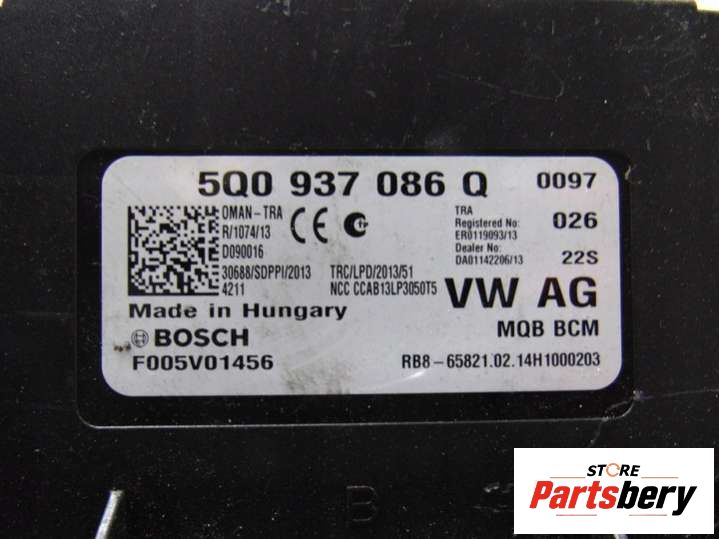 5Q0 937 086 Q 0097
OMAN-TRA
R/1074/13
D090016
CE
TRA
Registered No:
ER0119093/13
Dealer No:
DA01142206/13
026
22S
30688/SDPPI/2013
4211
TRC/LPD/2013/51
NCC CCAB13LP3050T5
VW AG
Made in Hungary
BOSCH
MQB BCM
F005V01456
RB8-65821.02.14H1000203
B
STORE
Partsbery